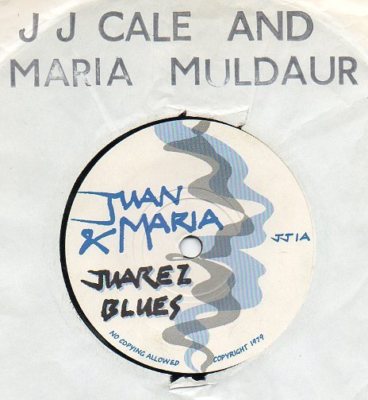 J J CALE AND
MARIA MULDAUR
JUAN
& MARIA
JJ1A
JUAREZ
BLUES
NO COPYING ALLOWED COPYRIGHT 1979